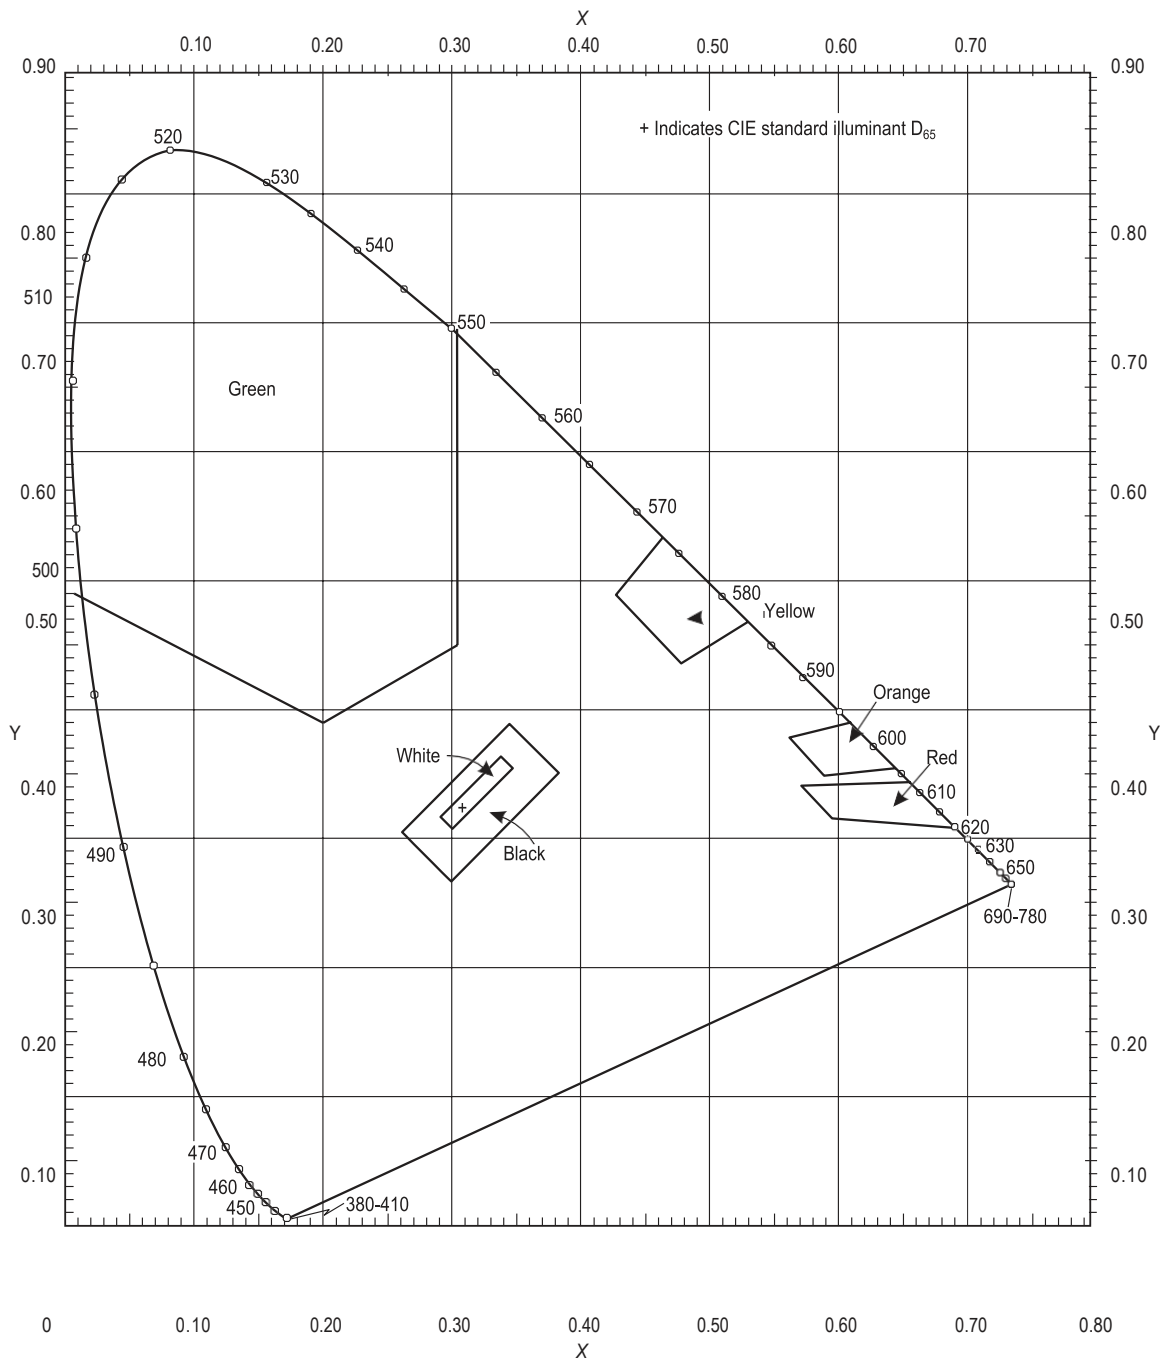 X
0.10 0.20 0.30 0.40 0.50 0.60 0.70
0.90 0.90
+ Indicates CIE standard illuminant D65
520
530
0.80 540 0.80
510
550
0.70 0.70
Green
560
0.60 570 0.60
500
580
0.50 Yellow 0.50
590
Orange
Y 600 Y
White Red
0.40 610 0.40
620
490 Black 630
650
0.30 690-780 0.30
0.20 0.20
480
470
0.10 0.10
460
450 380-410
0 0.10 0.20 0.30 0.40 0.50 0.60 0.70 0.80
X